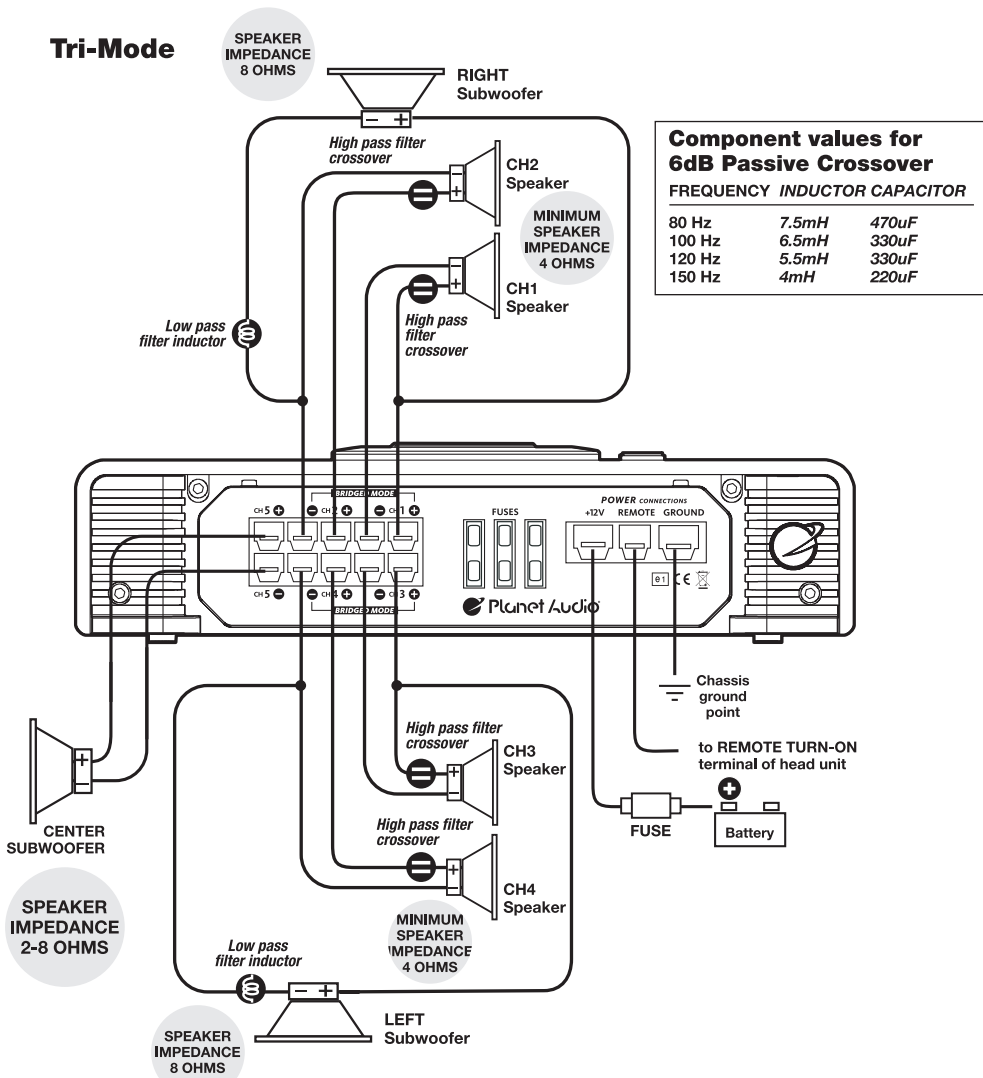 Tri-Mode
SPEAKER
IMPEDANCE
8 OHMS
RIGHT
Subwoofer
− +
High pass filter
crossover
CH2
Speaker
−
+
MINIMUM
SPEAKER
IMPEDANCE
4 OHMS
+
−
CH1
Speaker
High pass
filter
crossover
Low pass
filter inductor
Component values for
6dB Passive Crossover
FREQUENCY INDUCTOR CAPACITOR
80 Hz 7.5mH 470uF
100 Hz 6.5mH 330uF
120 Hz 5.5mH 330uF
150 Hz 4mH 220uF
BRIDGED MODE
CH 5 + − CH 2 + − CH 1 +
CH 5 − − CH 4 + − CH 3 +
BRIDGED MODE
FUSES
POWER CONNECTIONS
+12V REMOTE GROUND
e1 CE
Planet Audio
Chassis
ground
point
to REMOTE TURN-ON
terminal of head unit
+
FUSE
Battery
+
−
CENTER
SUBWOOFER
SPEAKER
IMPEDANCE
2-8 OHMS
High pass filter
crossover
+
−
CH3
Speaker
High pass filter
crossover
+
−
CH4
Speaker
MINIMUM
SPEAKER
IMPEDANCE
4 OHMS
Low pass
filter inductor
− +
LEFT
Subwoofer
SPEAKER
IMPEDANCE
8 OHMS